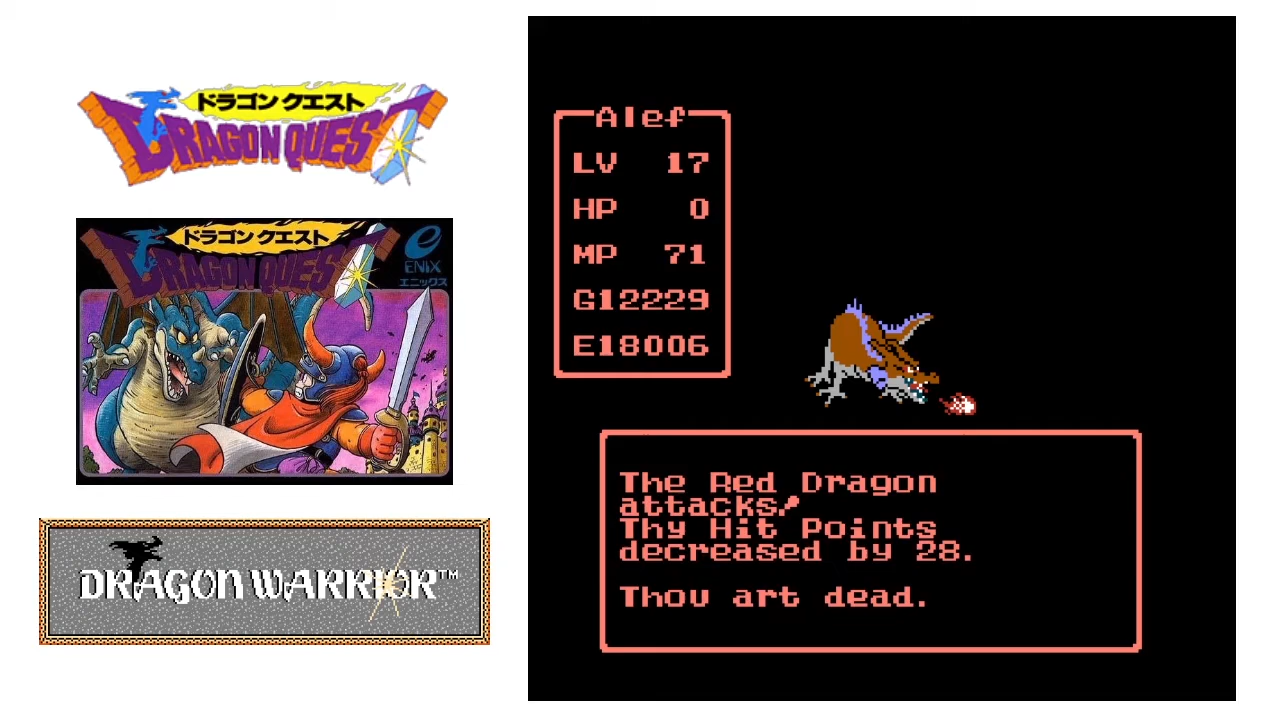 ドラゴン クエスト
DRAGON QUEST
ドラゴン クエスト
DRAGON QUEST
e
ENIX
エニックス
DRAGON WARRIOR™
Alef
LV 17
HP 0
MP 71
G12229
E18006
The Red Dragon
attacks!
Thy Hit Points
decreased by 28.
Thou art dead.